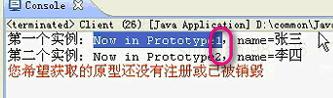 Console
<terminated> Client (26) [Java Application] D:\common\Jav
第一个实例：Now in Prototype1, name=张三
第二个实例：Now in Prototype2, name=李四
您希望获取的原型还没有注册或已被销毁